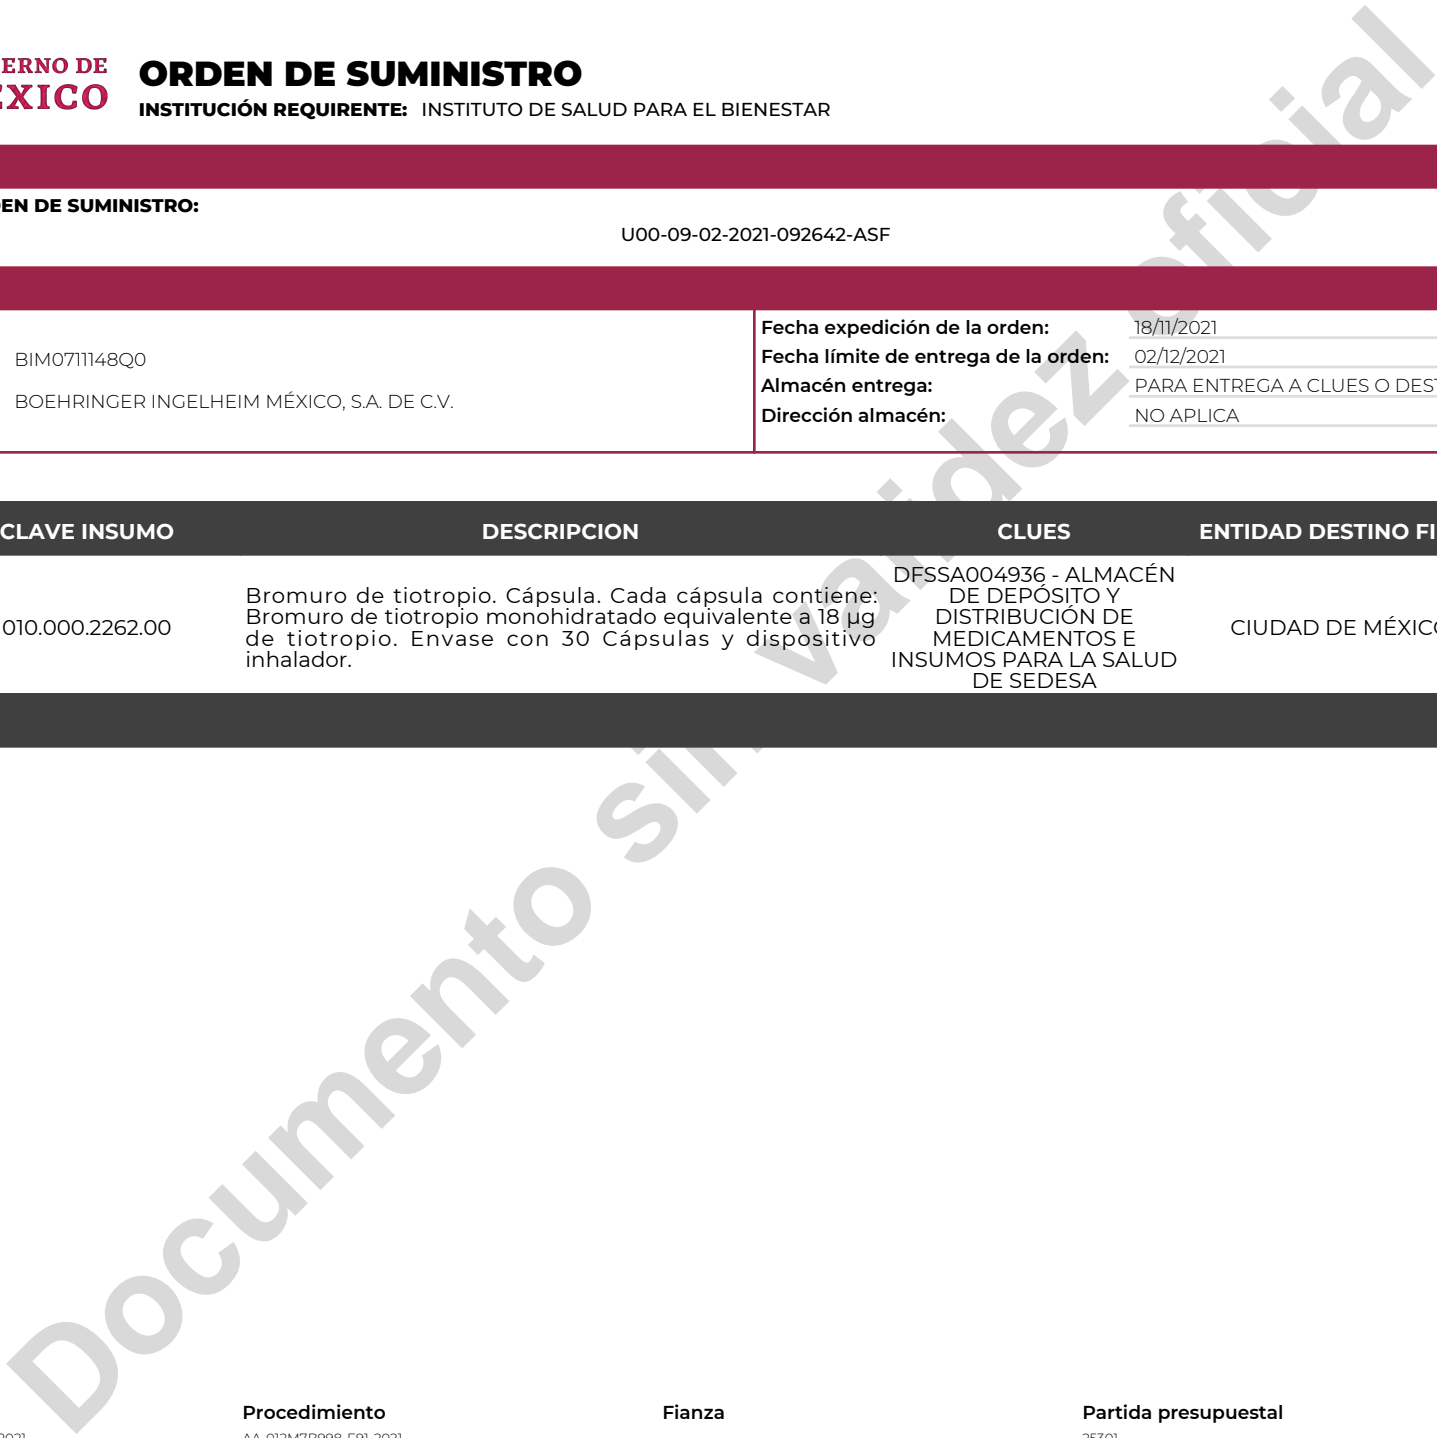 ERNO DE
ÉXICO
ORDEN DE SUMINISTRO
INSTITUCIÓN REQUIRENTE: INSTITUTO DE SALUD PARA EL BIENESTAR
EN DE SUMINISTRO:
U00-09-02-2021-092642-ASF
BIM0711148Q0
BOEHRINGER INGELHEIM MÉXICO, S.A. DE C.V.
Fecha expedición de la orden: 18/11/2021
Fecha límite de entrega de la orden: 02/12/2021
Almacén entrega: PARA ENTREGA A CLUES O DEST
Dirección almacén: NO APLICA
CLAVE INSUMO DESCRIPCION CLUES ENTIDAD DESTINO FI
010.000.2262.00
Bromuro de tiotropio. Cápsula. Cada cápsula contiene:
Bromuro de tiotropio monohidratado equivalente a 18 µg
de tiotropio. Envase con 30 Cápsulas y dispositivo
inhalador.
DFSSA004936 - ALMACÉN
DE DEPÓSITO Y
DISTRIBUCIÓN DE
MEDICAMENTOS E
INSUMOS PARA LA SALUD
DE SEDESA
CIUDAD DE MÉXICO
Documento sin validez oficial
Procedimiento Fianza Partida presupuestal